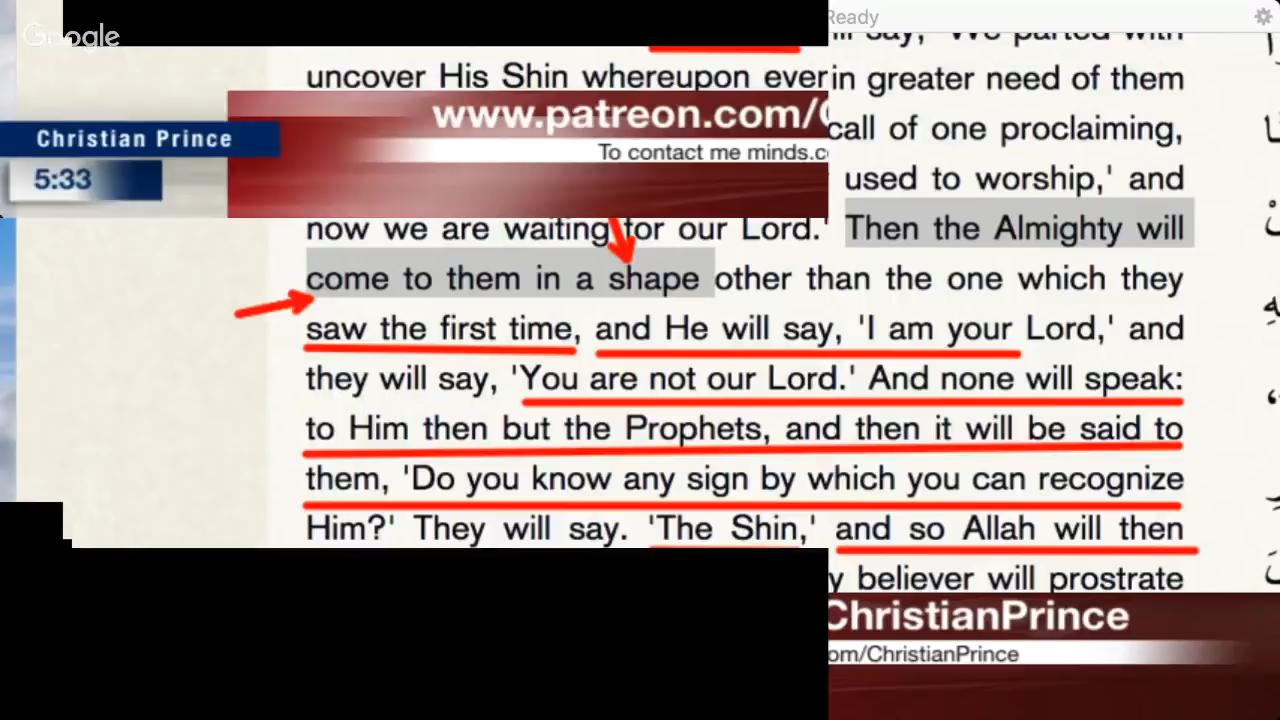 Ready
Google
ill say, 'We parted with
uncover His Shin whereupon ever
in greater need of them
www.patreon.com/
call of one proclaiming,
Christian Prince
To contact me minds.c
5:33
used to worship,' and
now we are waiting for our Lord.' Then the Almighty will
come to them in a shape other than the one which they
saw the first time, and He will say, 'I am your Lord,' and
they will say, 'You are not our Lord.' And none will speak:
to Him then but the Prophets, and then it will be said to
them, 'Do you know any sign by which you can recognize
Him?' They will say. 'The Shin,' and so Allah will then
y believer will prostrate
ChristianPrince
om/ChristianPrince